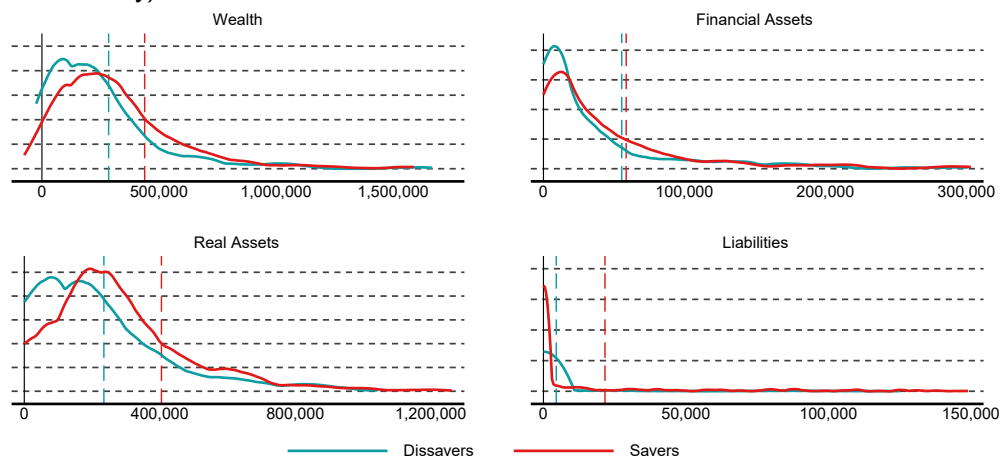 Wealth
Financial Assets
0 500,000 1,000,000 1,500,000
0 100,000 200,000 300,000
Real Assets
Liabilities
0 400,000 800,000 1,200,000
0 50,000 100,000 150,000
Dissavers Savers